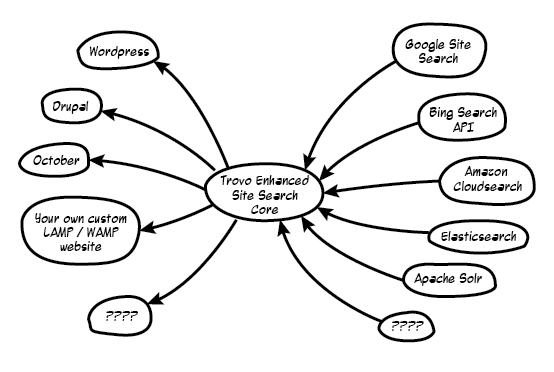 Wordpress
Drupal
October
Your own custom
LAMP / WAMP
website
????
Trovo Enhanced
Site Search
Core
Google Site
Search
Bing Search
API
Amazon
Cloudsearch
Elasticsearch
Apache Solr
????